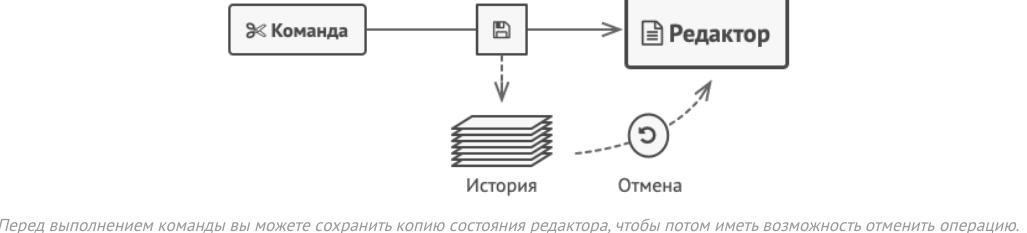 Команда
Редактор
История
Отмена
Перед выполнением команды вы можете сохранить копию состояния редактора, чтобы потом иметь возможность отменить операцию.